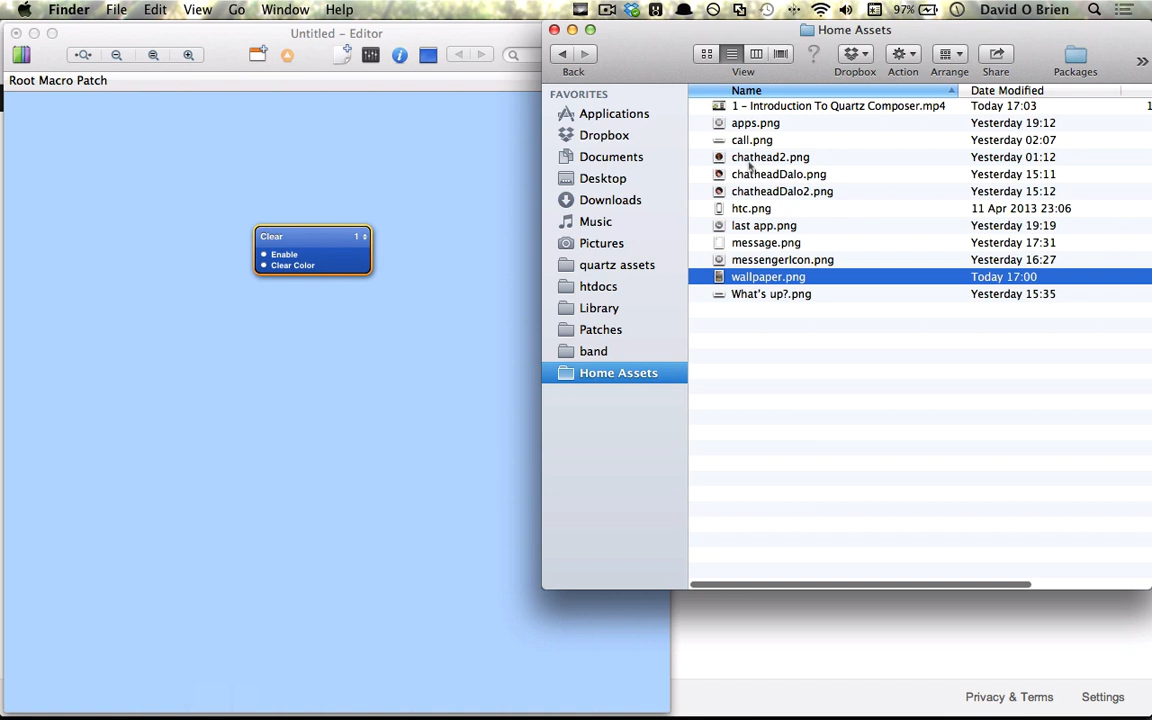 Finder File Edit View Go Window Help 97% David O Brien
Untitled – Editor
Root Macro Patch
Clear 1
Enable
Clear Color
Home Assets
Back View Dropbox Action Arrange Share Packages
FAVORITES
Applications
Dropbox
Documents
Desktop
Downloads
Music
Pictures
quartz assets
htdocs
Library
Patches
band
Home Assets
Name Date Modified
1 – Introduction To Quartz Composer.mp4 Today 17:03 1
apps.png Yesterday 19:12
call.png Yesterday 02:07
chathead2.png Yesterday 01:12
chatheadDalo.png Yesterday 15:11
chatheadDalo2.png Yesterday 15:12
htc.png 11 Apr 2013 23:06
last app.png Yesterday 19:19
message.png Yesterday 17:31
messengerIcon.png Yesterday 16:27
wallpaper.png Today 17:00
What's up?.png Yesterday 15:35
Privacy & Terms Settings